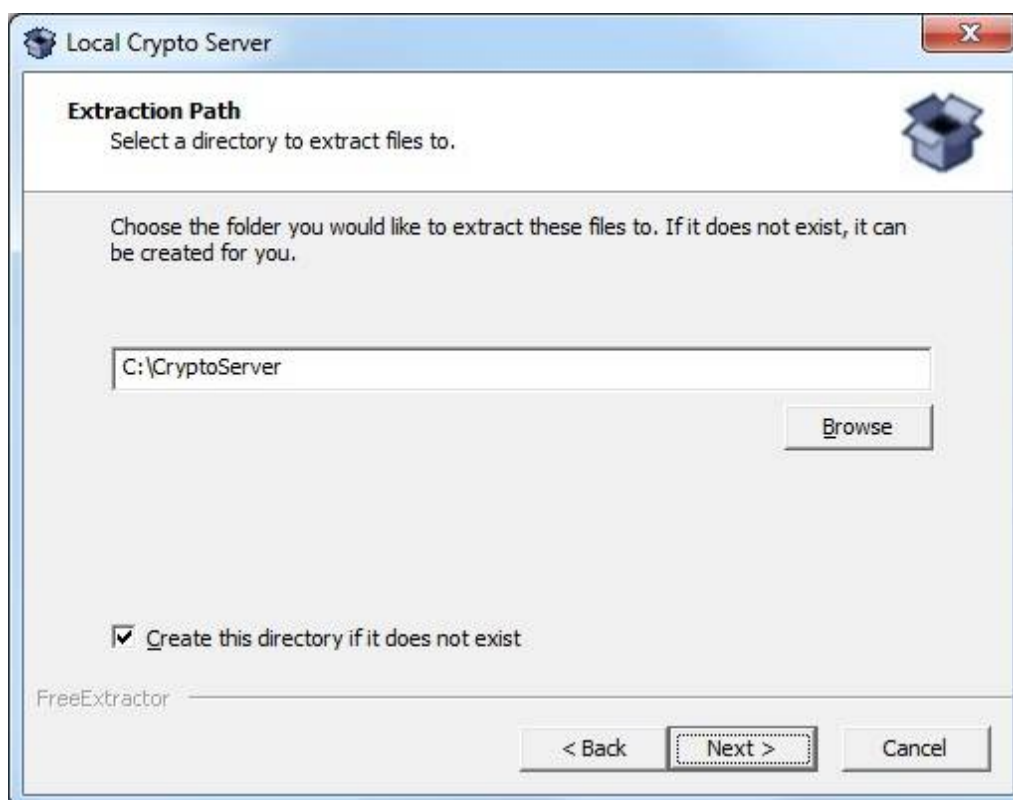 Local Crypto Server
Extraction Path
Select a directory to extract files to.
Choose the folder you would like to extract these files to. If it does not exist, it can
be created for you.
C:\CryptoServer
Browse
Create this directory if it does not exist
FreeExtractor
< Back
Next >
Cancel